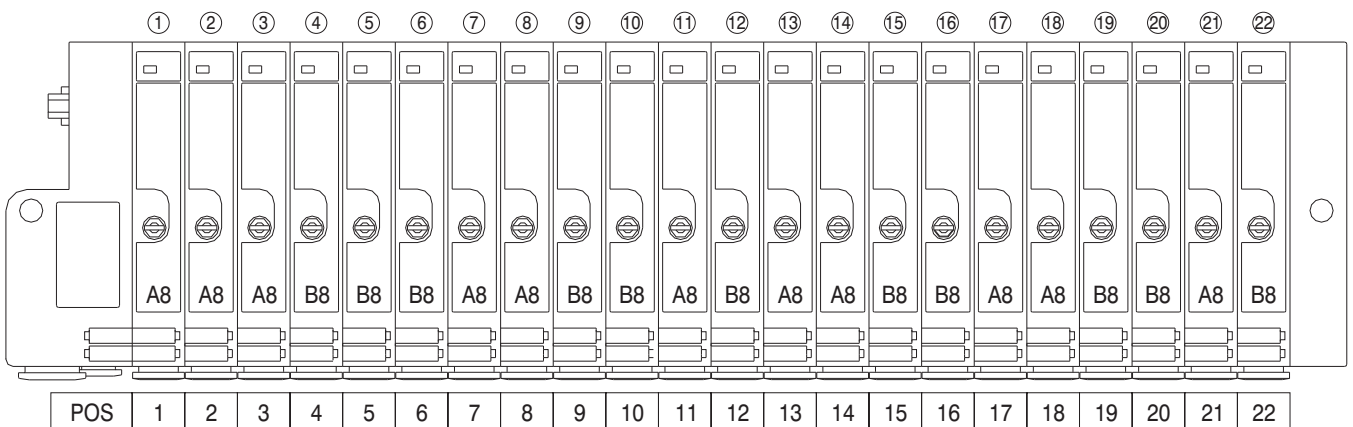 ① ② ③ ④ ⑤ ⑥ ⑦ ⑧ ⑨ ⑩ ⑪ ⑫ ⑬ ⑭ ⑮ ⑯ ⑰ ⑱ ⑲ ⑳ ㉑ ㉒
A8 A8 A8 B8 B8 B8 A8 A8 B8 B8 A8 B8 A8 A8 B8 B8 A8 A8 B8 B8 A8 B8
POS 1 2 3 4 5 6 7 8 9 10 11 12 13 14 15 16 17 18 19 20 21 22